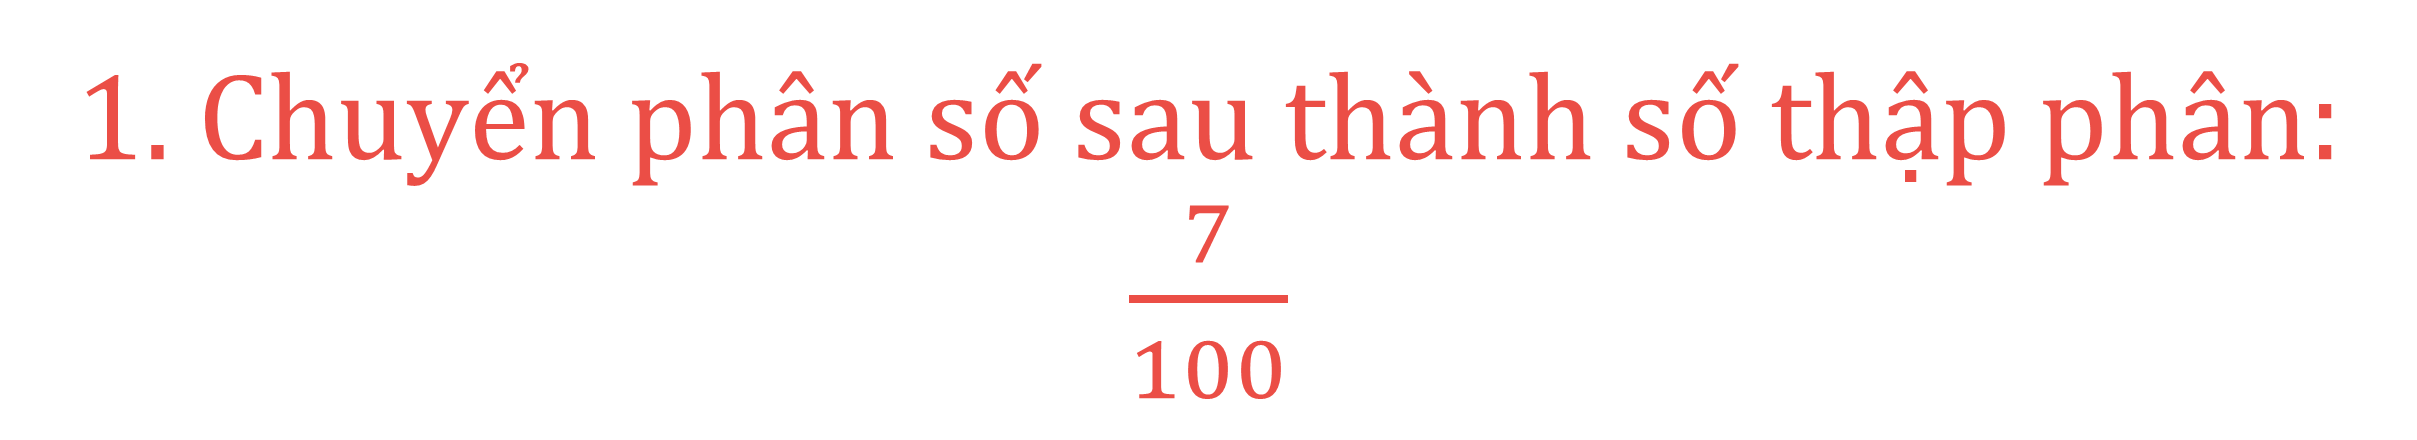 1. Chuyển phân số sau thành số thập phân:
7
100